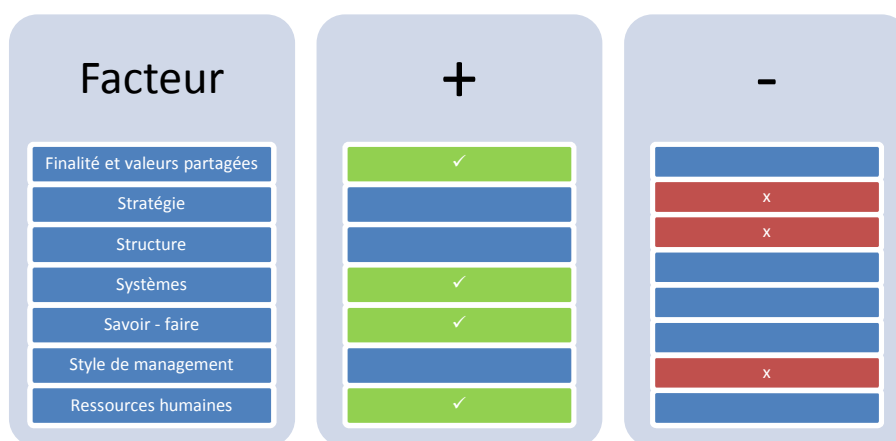 Facteur
+
-
Finalité et valeurs partagées
✓
Stratégie
x
Structure
x
Systèmes
✓
Savoir - faire
✓
Style de management
x
Ressources humaines
✓